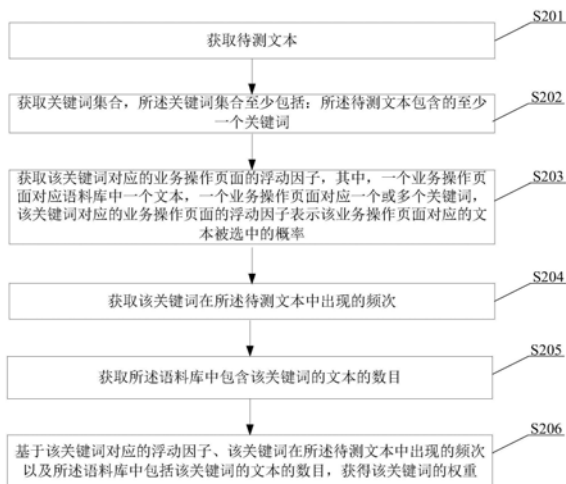 S201
获取待测文本
S202
获取关键词集合，所述关键词集合至少包括：所述待测文本包含的至少
一个关键词
S203
获取该关键词对应的业务操作页面的浮动因子，其中，一个业务操作页
面对应语料库中一个文本，一个业务操作页面对应一个或多个关键词，
该关键词对应的业务操作页面的浮动因子表示该业务操作页面对应的文
本被选中的概率
S204
获取该关键词在所述待测文本中出现的频次
S205
获取所述语料库中包含该关键词的文本的数目
S206
基于该关键词对应的浮动因子、该关键词在所述待测文本中出现的频次
以及所述语料库中包括该关键词的文本的数目，获得该关键词的权重